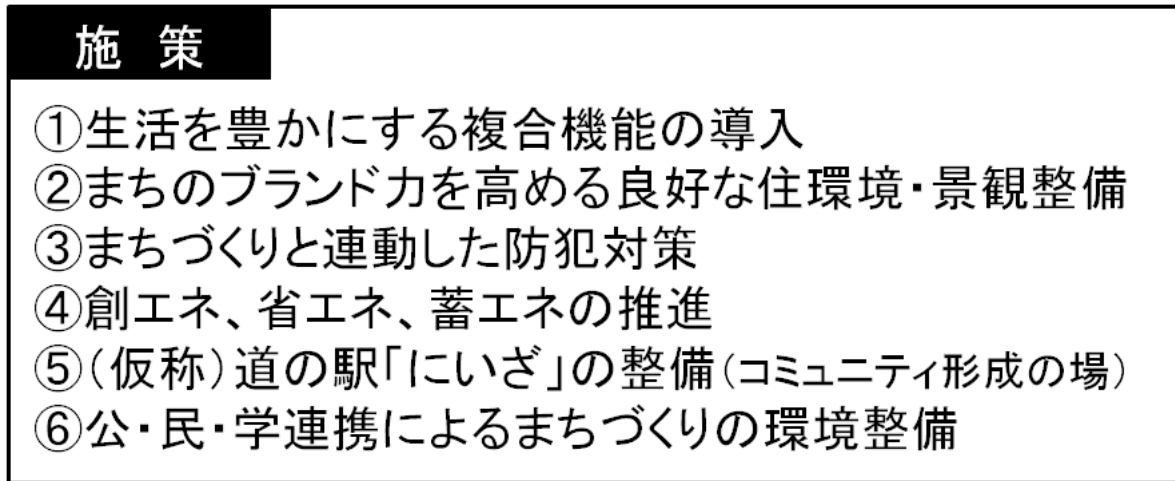 施 策
①生活を豊かにする複合機能の導入
②まちのブランド力を高める良好な住環境・景観整備
③まちづくりと連動した防犯対策
④創エネ、省エネ、蓄エネの推進
⑤(仮称)道の駅「にいざ」の整備(コミュニティ形成の場)
⑥公・民・学連携によるまちづくりの環境整備